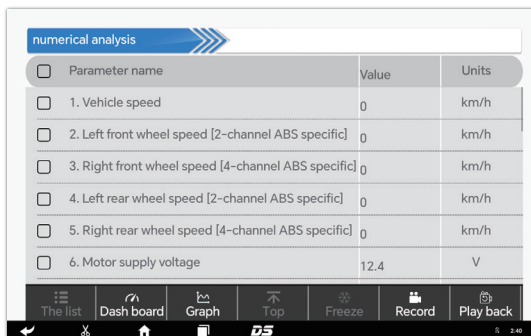 numerical analysis
Parameter name Value Units
1. Vehicle speed 0 km/h
2. Left front wheel speed [2-channel ABS specific] 0 km/h
3. Right front wheel speed [4-channel ABS specific] 0 km/h
4. Left rear wheel speed [2-channel ABS specific] 0 km/h
5. Right rear wheel speed [4-channel ABS specific] 0 km/h
6. Motor supply voltage 12.4 V
The list Dash board Graph Top Freeze Record Play back
DS 2:40